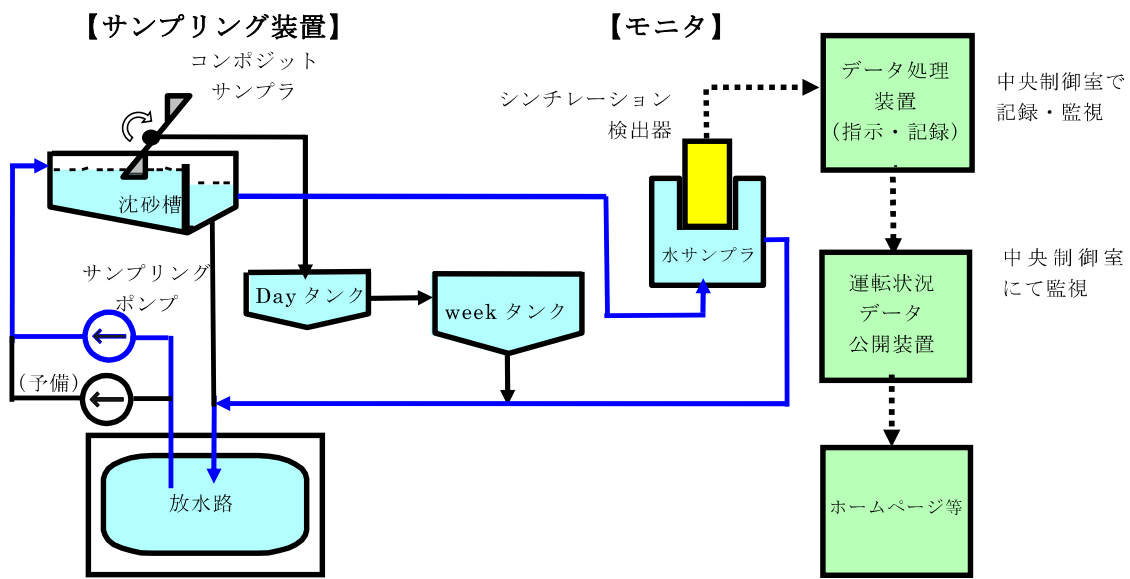 【サンプリング装置】
コンポジット
サンプラ
沈砂槽
サンプリング
ポンプ
(予備)
Day タンク
week タンク
放水路
【モニタ】
シンチレーション
検出器
水サンプラ
データ処理
装置
(指示・記録)
中央制御室で
記録・監視
運転状況
データ
公開装置
中央制御室
にて監視
ホームページ等